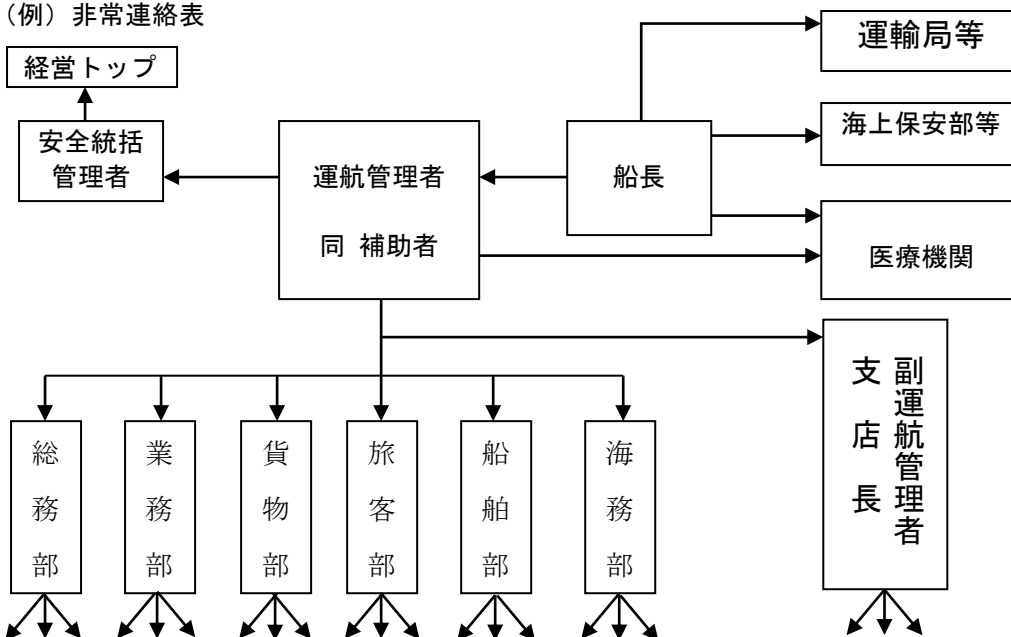 （例）非常連絡表
経営トップ
安全統括
管理者
運航管理者
同 補助者
船長
運輸局等
海上保安部等
医療機関
副運航管理者
支店長
総務部
業務部
貨物部
旅客部
船舶部
海務部